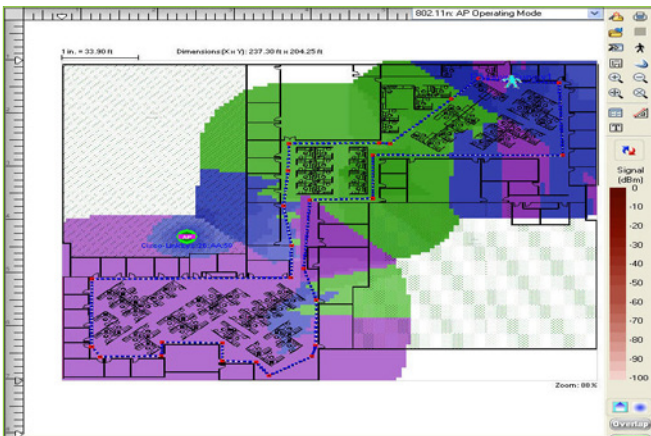 802.11n: AP Operating Mode
1 in. = 33.90 ft
Dimensions (X x Y): 237.30 ft x 204.25 ft
AP
Signal
(dBm)
0
-10
-20
-30
-40
-50
-60
-70
-80
-90
-100
Zoom: 88%
Overlap